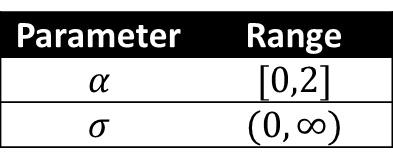 Parameter Range
α [0,2]
σ (0, ∞)